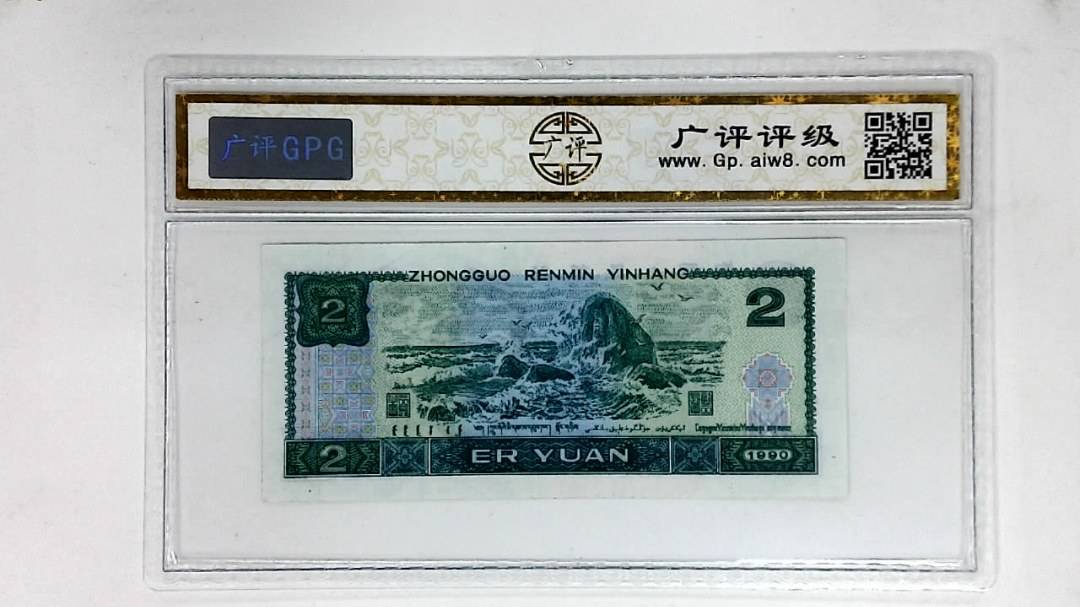 广评GPG
广评
广评评级
www.Gp.aiw8.com
ZHONGGUO RENMIN YINHANG
2
2
2
ER YUAN
1990